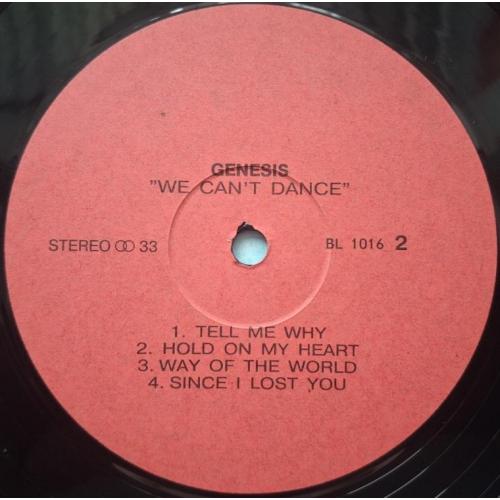 GENESIS
"WE CAN'T DANCE"
STEREO ↀ 33
BL 1016 2
1. TELL ME WHY
2. HOLD ON MY HEART
3. WAY OF THE WORLD
4. SINCE I LOST YOU